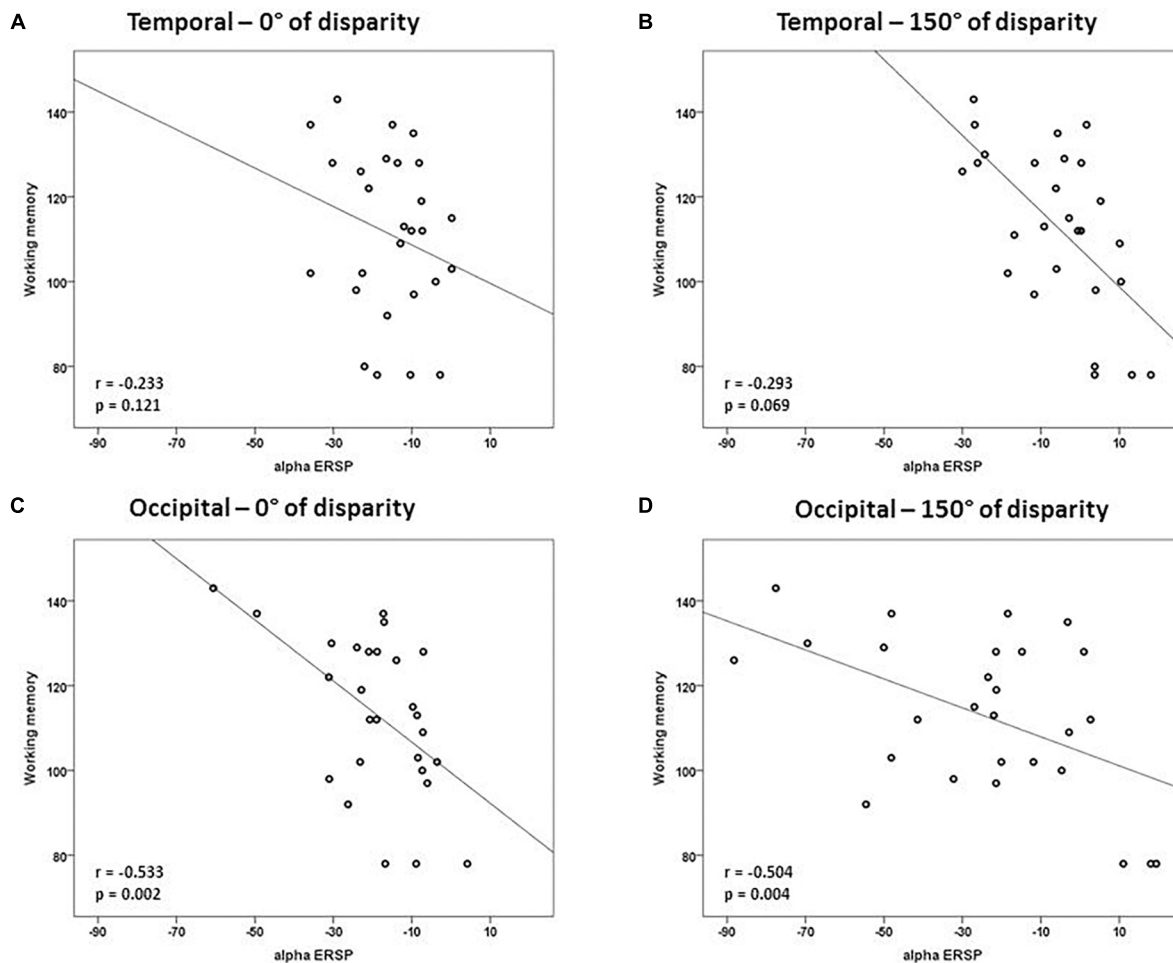 A
Temporal – 0° of disparity
140
120
100
80
Working memory
r = -0.233
p = 0.121
-90 -70 -50 -30 -10 10
alpha ERSP
B
Temporal – 150° of disparity
140
120
100
80
Working memory
r = -0.293
p = 0.069
-90 -70 -50 -30 -10 10
alpha ERSP
C
Occipital – 0° of disparity
140
120
100
80
Working memory
r = -0.533
p = 0.002
-90 -70 -50 -30 -10 10
alpha ERSP
D
Occipital – 150° of disparity
140
120
100
80
Working memory
r = -0.504
p = 0.004
-90 -70 -50 -30 -10 10
alpha ERSP